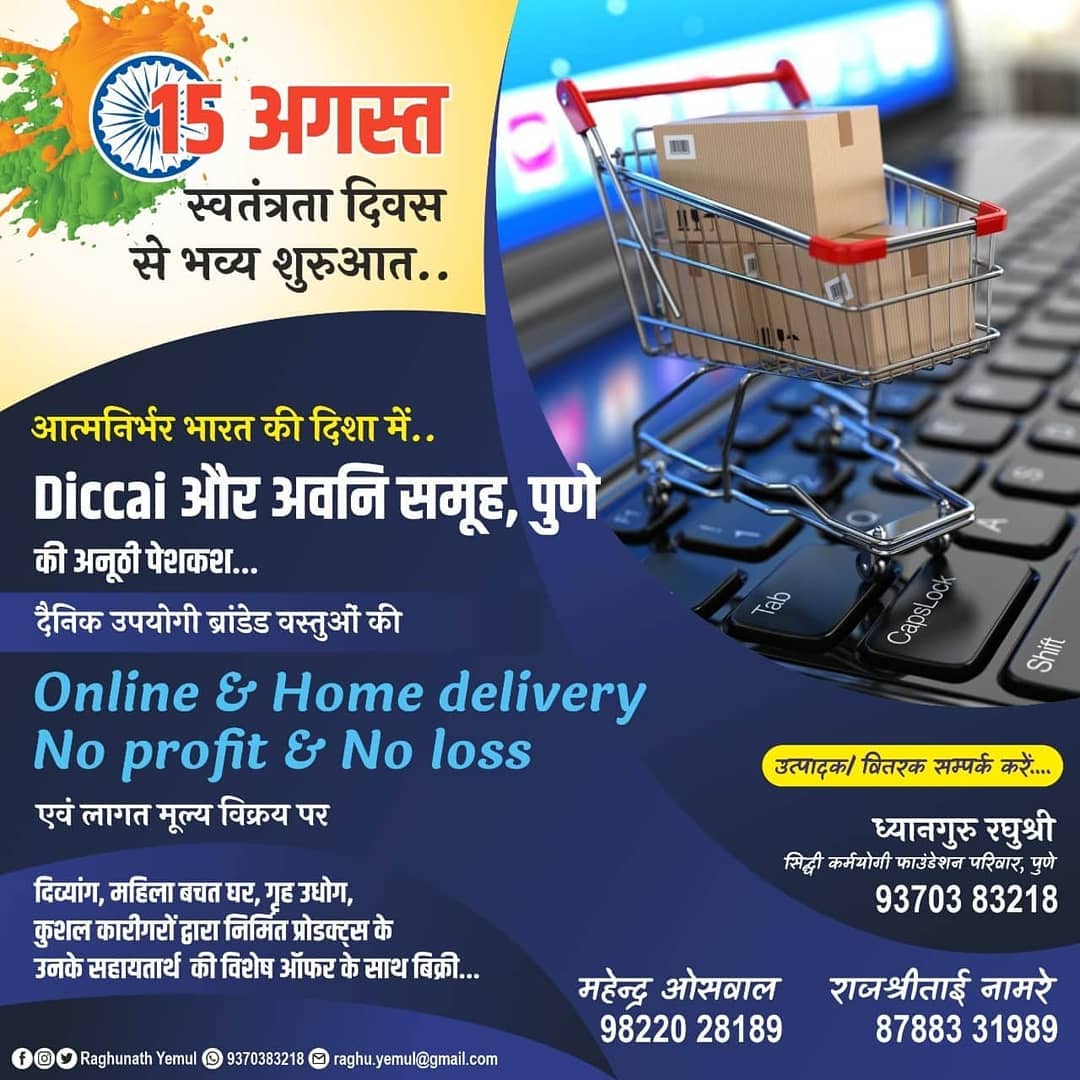 15 अगस्त
स्वतंत्रता दिवस
से भव्य शुरुआत..
आत्मनिर्भर भारत की दिशा में..
Diccai और अवनि समूह, पुणे
की अनूठी पेशकश...
दैनिक उपयोगी ब्रांडेड वस्तुओं की
Online & Home delivery
No profit & No loss
एवं लागत मूल्य विक्रय पर
दिव्यांग, महिला बचत घर, गृह उधोग,
कुशल कारीगरों द्वारा निर्मित प्रोडक्ट्स के
उनके सहायतार्थ की विशेष ऑफर के साथ बिक्री...
उत्पादक/ वितरक सम्पर्क करें....
ध्यानगुरु रघुश्री
सिद्धी कर्मयोगी फाउंडेशन परिवार, पुणे
93703 83218
महेन्द्र ओसवाल
98220 28189
राजश्रीताई नामरे
87883 31989
Raghunath Yemul 9370383218 raghu.yemul@gmail.com
Tab
CapsLock
Shift
A